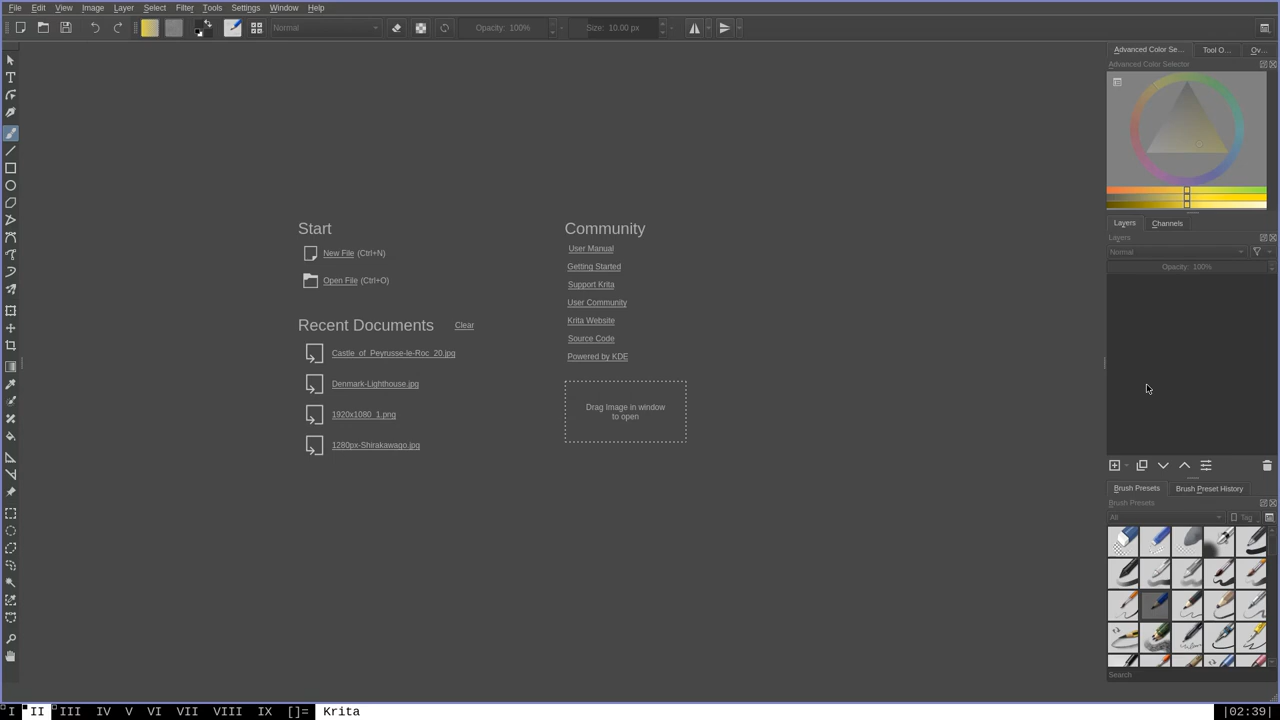 File Edit View Image Layer Select Filter Tools Settings Window Help
Normal
Opacity: 100%
Size: 10.00 px
Advanced Color Se...
Tool O...
Ov...
Advanced Color Selector
Start
New File (Ctrl+N)
Open File (Ctrl+O)
Recent Documents
Clear
Castle_of_Peyrusse-le-Roc_20.jpg
Denmark-Lighthouse.jpg
1920x1080_1.png
1280px-Shirakawago.jpg
Community
User Manual
Getting Started
Support Krita
User Community
Krita Website
Source Code
Powered by KDE
Drag Image in window
to open
Layers
Channels
Layers
Normal
Opacity: 100%
Brush Presets
Brush Preset History
Brush Presets
All
Tag
Search
I II III IV V VI VII VIII IX []= Krita
|02:39|